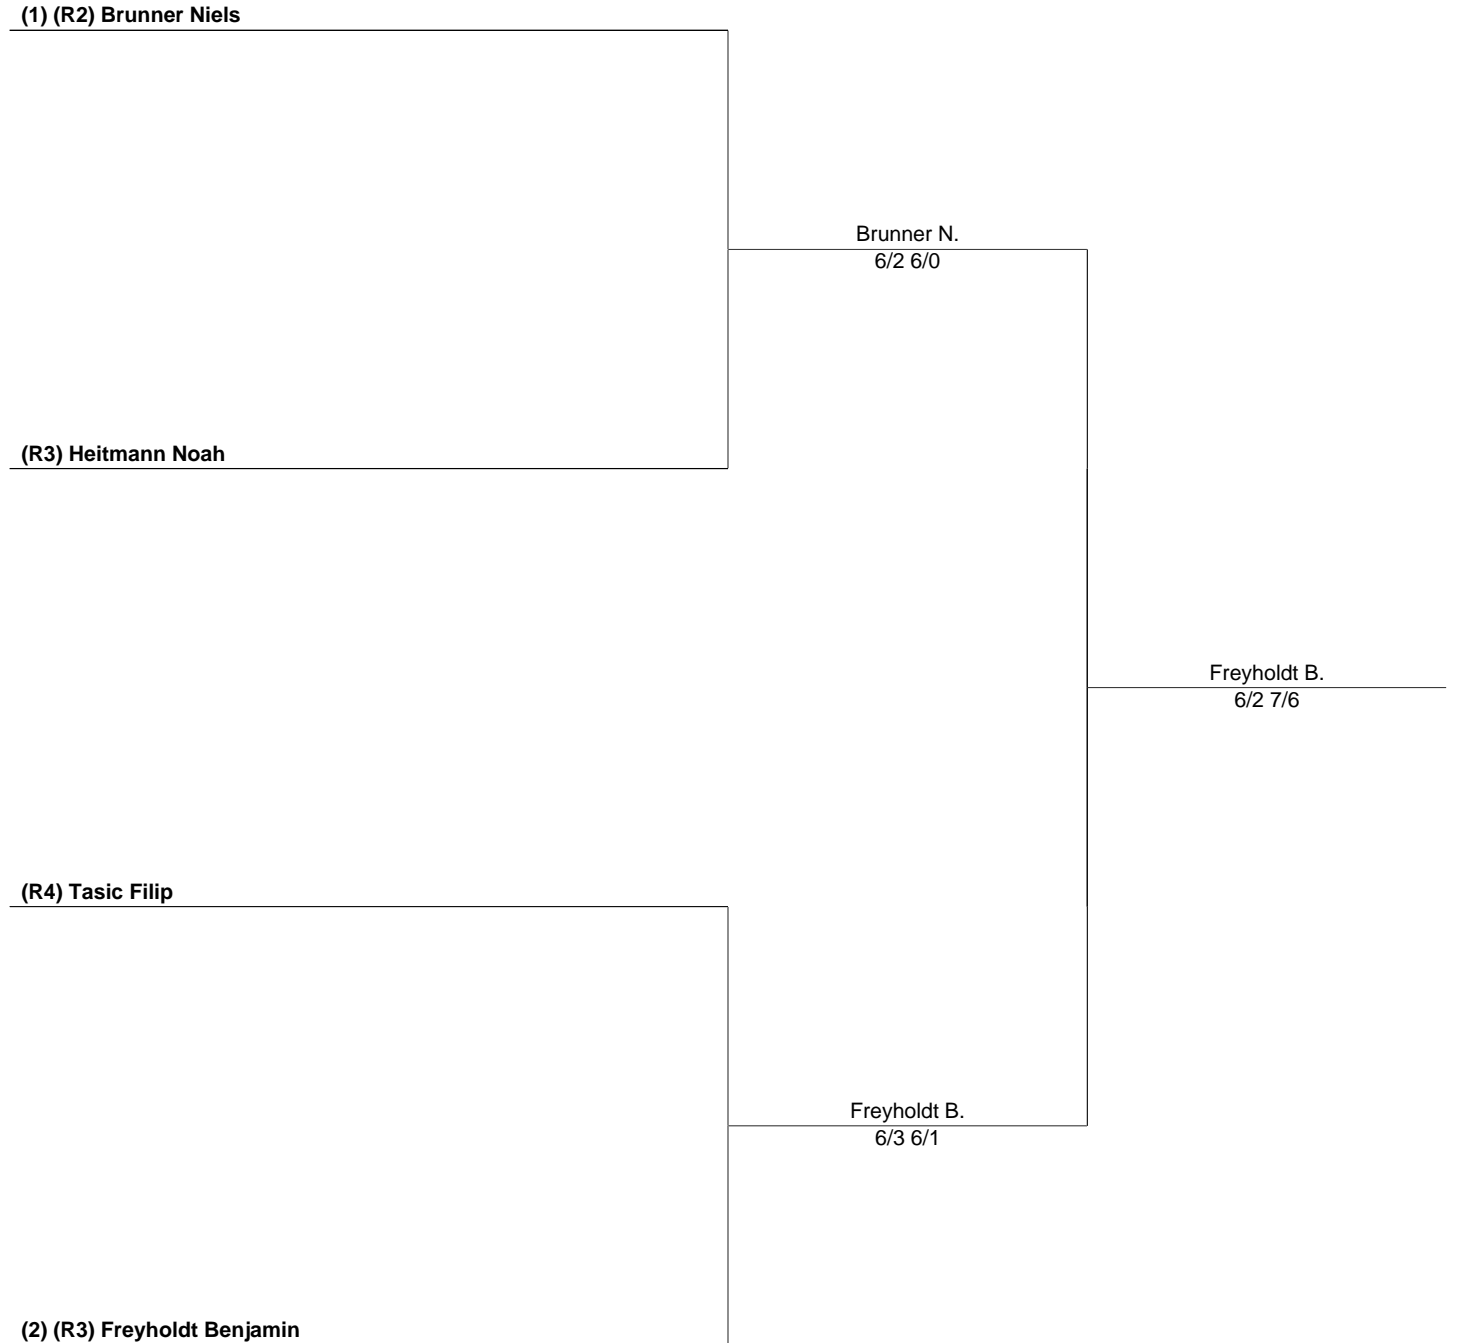 (1) (R2) Brunner Niels
Brunner N.
6/2 6/0
(R3) Heitmann Noah
Freyholdt B.
6/2 7/6
(R4) Tasic Filip
Freyholdt B.
6/3 6/1
(2) (R3) Freyholdt Benjamin